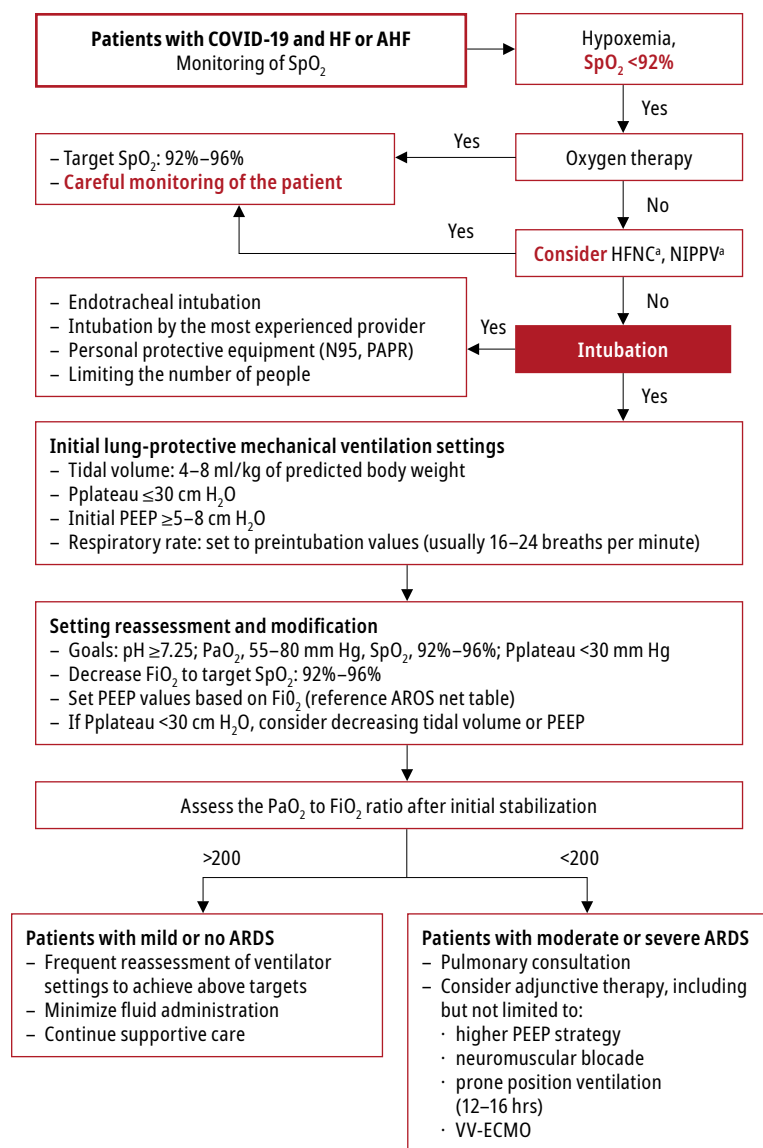 Patients with COVID-19 and HF or AHF
Monitoring of SpO₂
Hypoxemia,
SpO₂ <92%
Yes
Oxygen therapy
Yes
– Target SpO₂: 92%–96%
– Careful monitoring of the patient
No
Yes
Consider HFNCᵃ, NIPPVᵃ
No
– Endotracheal intubation
– Intubation by the most experienced provider
– Personal protective equipment (N95, PAPR)
– Limiting the number of people
Yes
Intubation
Yes
Initial lung-protective mechanical ventilation settings
– Tidal volume: 4–8 ml/kg of predicted body weight
– Pplateau ≤30 cm H₂O
– Initial PEEP ≥5–8 cm H₂O
– Respiratory rate: set to preintubation values (usually 16–24 breaths per minute)
Setting reassessment and modification
– Goals: pH ≥7.25; PaO₂, 55–80 mm Hg, SpO₂, 92%–96%; Pplateau <30 mm Hg
– Decrease FiO₂ to target SpO₂: 92%–96%
– Set PEEP values based on Fi0₂ (reference AROS net table)
– If Pplateau <30 cm H₂O, consider decreasing tidal volume or PEEP
Assess the PaO₂ to FiO₂ ratio after initial stabilization
>200
<200
Patients with mild or no ARDS
– Frequent reassessment of ventilator
settings to achieve above targets
– Minimize fluid administration
– Continue supportive care
Patients with moderate or severe ARDS
– Pulmonary consultation
– Consider adjunctive therapy, including
but not limited to:
· higher PEEP strategy
· neuromuscular blocade
· prone position ventilation
(12–16 hrs)
· VV-ECMO